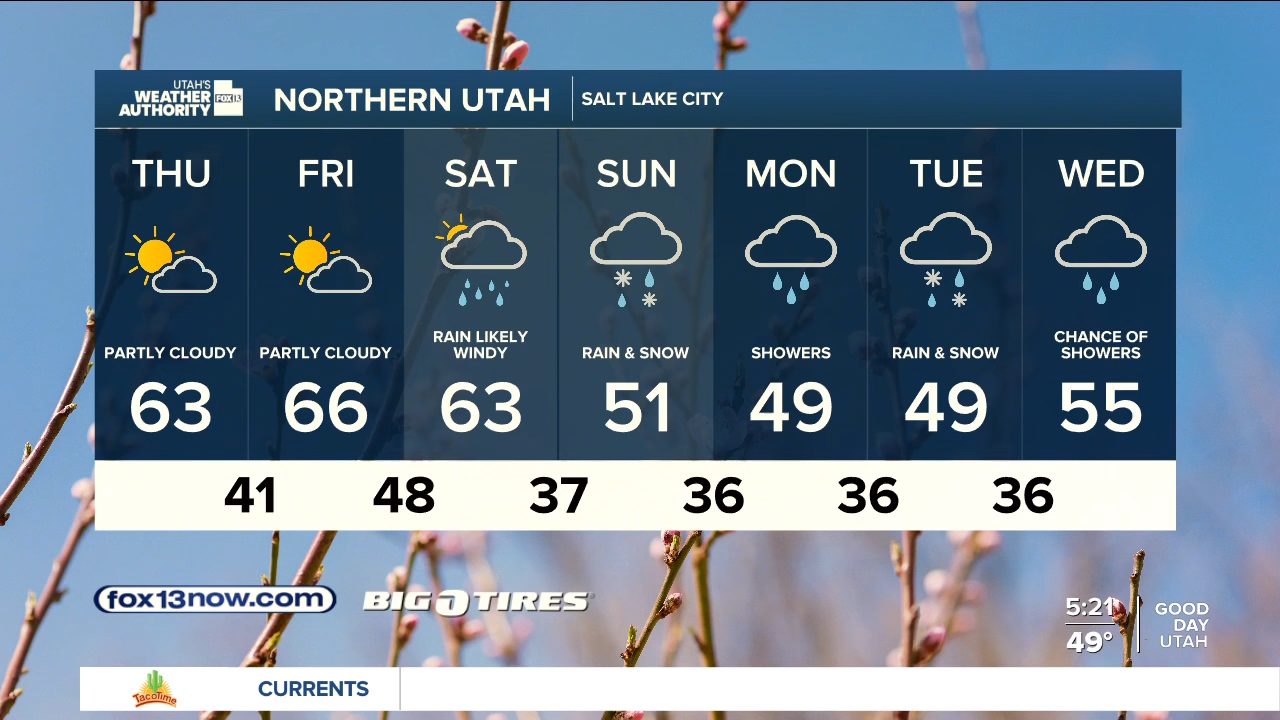 UTAH'S
WEATHER
AUTHORITY
FOX 13
NORTHERN UTAH
SALT LAKE CITY
THU FRI SAT SUN MON TUE WED
PARTLY CLOUDY
PARTLY CLOUDY
RAIN LIKELY
WINDY
RAIN & SNOW
SHOWERS
RAIN & SNOW
CHANCE OF
SHOWERS
63 66 63 51 49 49 55
41 48 37 36 36 36
fox13now.com
BIG O TIRES
5:21
49°
GOOD
DAY
UTAH
TacoTime
CURRENTS